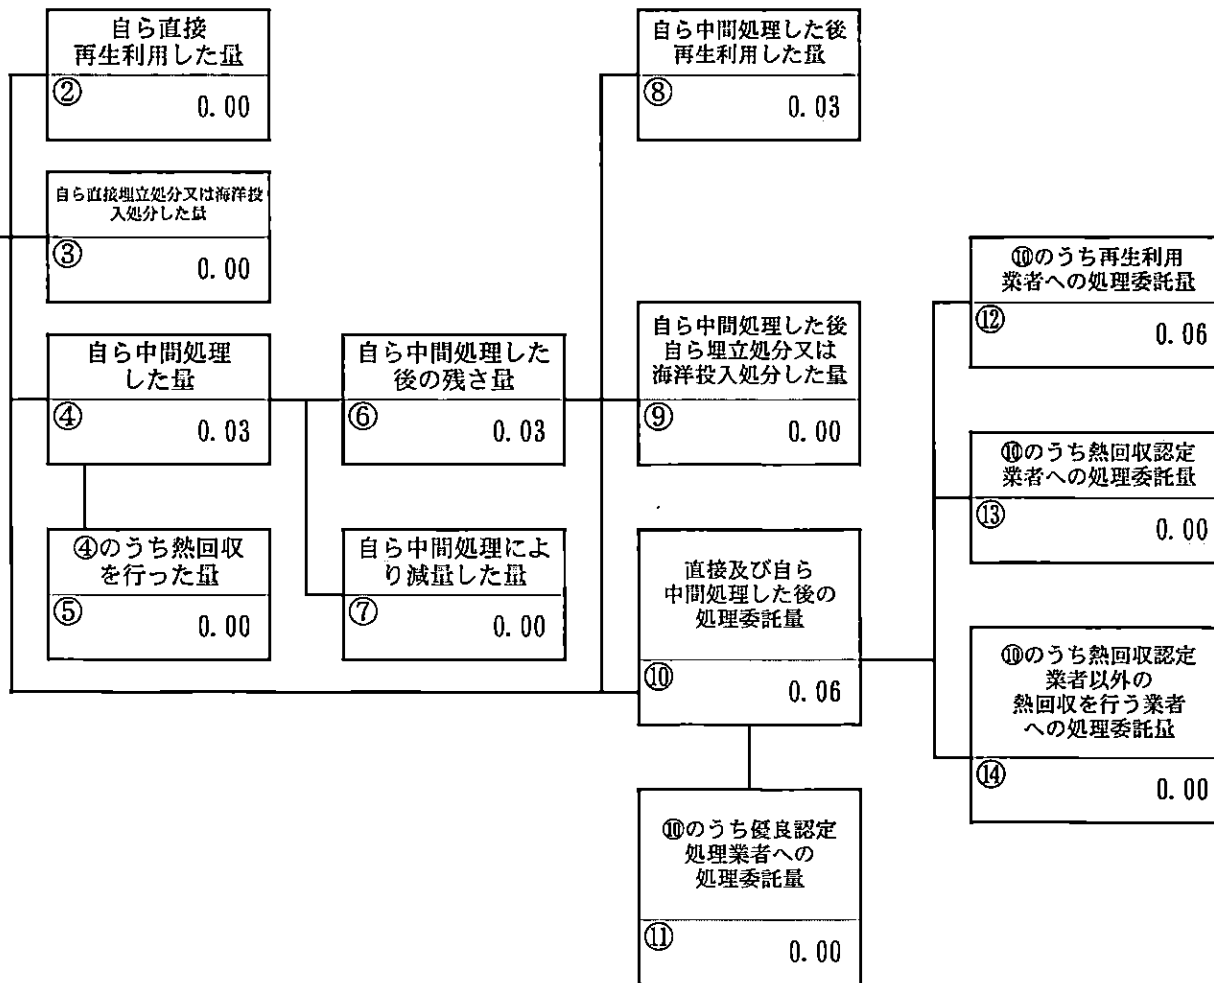 自ら直接
再生利用した量
②
0.00
自ら直接埋立処分又は海洋投
入処分した量
③
0.00
自ら中間処理
した量
④
0.03
④のうち熱回収
を行った量
⑤
0.00
自ら中間処理した
後の残さ量
⑥
0.03
自ら中間処理によ
り減量した量
⑦
0.00
自ら中間処理した後
再生利用した量
⑧
0.03
自ら中間処理した後
自ら埋立処分又は
海洋投入処分した量
⑨
0.00
直接及び自ら
中間処理した後の
処理委託量
⑩
0.06
⑩のうち優良認定
処理業者への
処理委託量
⑪
0.00
⑩のうち再生利用
業者への処理委託量
⑫
0.06
⑩のうち熱回収認定
業者への処理委託量
⑬
0.00
⑩のうち熱回収認定
業者以外の
熱回収を行う業者
への処理委託量
⑭
0.00